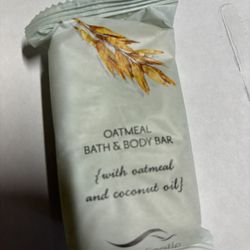 OATMEAL
BATH & BODY BAR
{with oatmeal
and coconut oil}